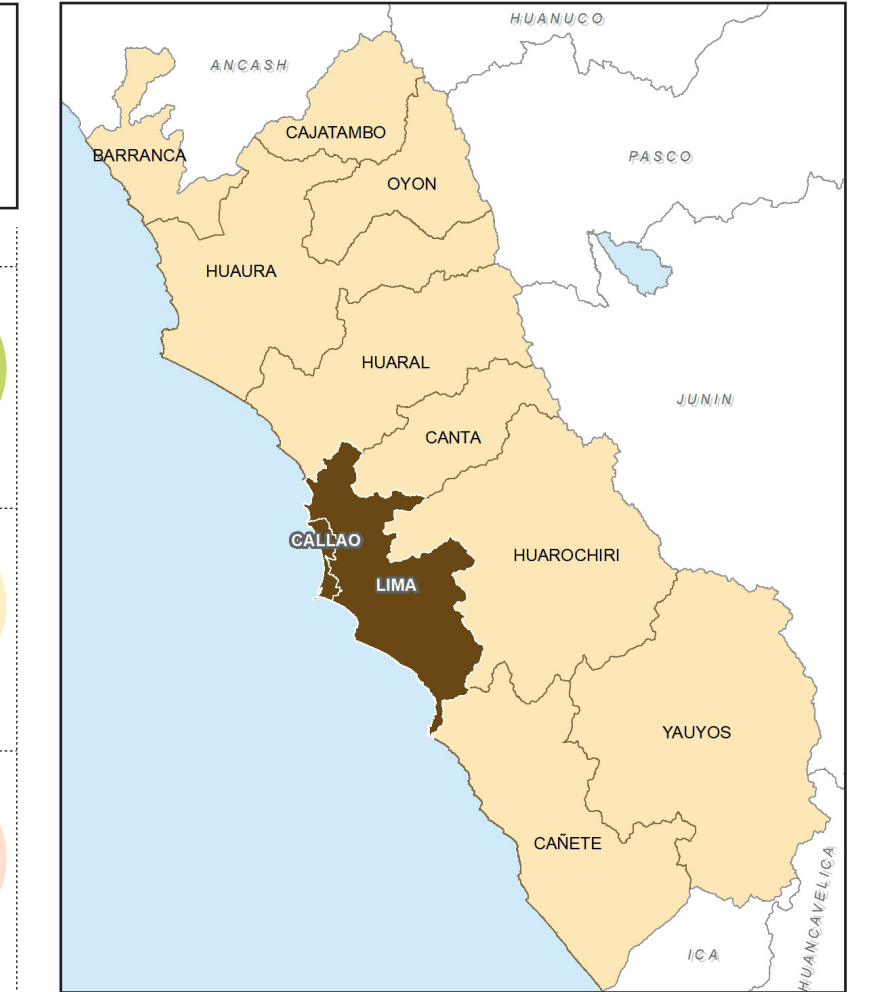 HUANUCO
ANCASH
CAJATAMBO
BARRANCA
PASCO
OYON
HUAURA
HUARAL
JUNIN
CANTA
CALLAO
HUAROCHIRI
LIMA
YAUYOS
CAÑETE
HUANCAVELICA
ICA